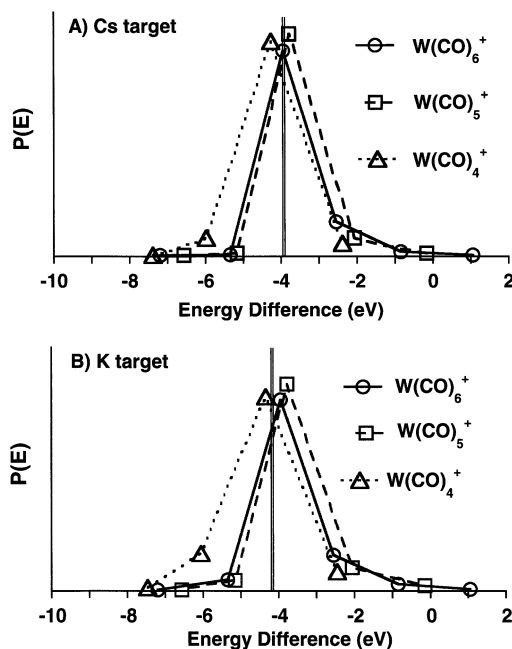 A) Cs target
W(CO)₆⁺
W(CO)₅⁺
W(CO)₄⁺
P(E)
-10 -8 -6 -4 -2 0 2
Energy Difference (eV)
B) K target
W(CO)₆⁺
W(CO)₅⁺
W(CO)₄⁺
P(E)
-10 -8 -6 -4 -2 0 2
Energy Difference (eV)